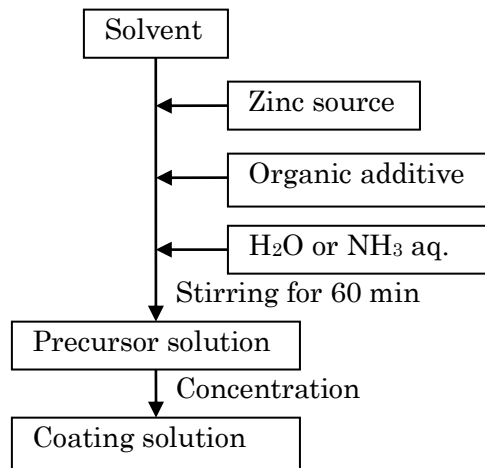 Solvent
Zinc source
Organic additive
H₂O or NH₃ aq.
Stirring for 60 min
Precursor solution
Concentration
Coating solution